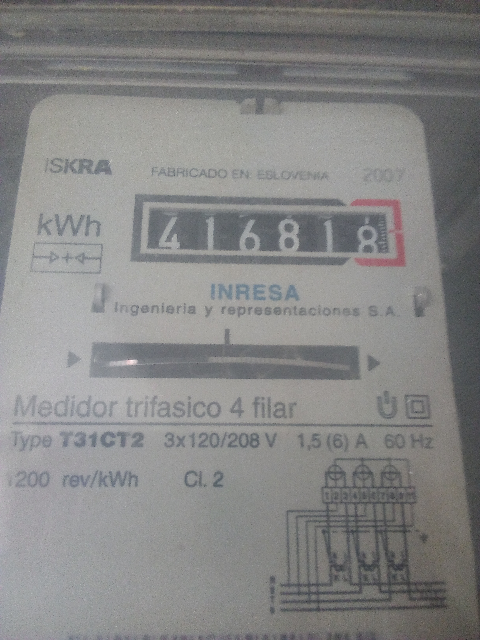 ISKRA FABRICADO EN: ESLOVENIA 2007
kWh 416818
INRESA
Ingenieria y representaciones S.A.
Medidor trifasico 4 filar
Type T31CT2 3x120/208 V 1,5 (6) A 60 Hz
1200 rev/kWh Cl. 2